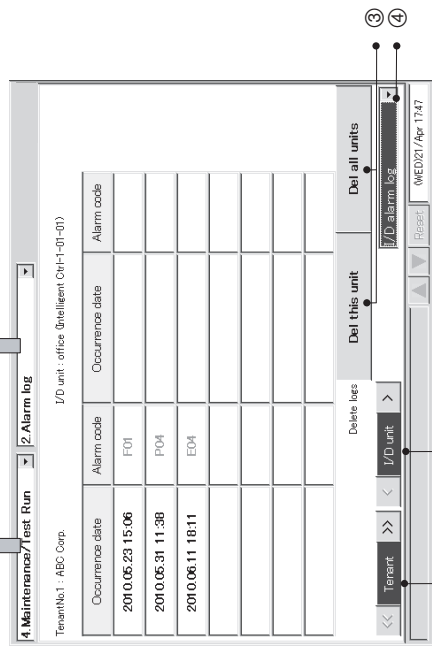 4.Maintenance/Test Run 2.Alarm log
TenantNo.1 : ABC Corp. I/D unit : office (Intelligent Ctrl-1-01-01)
Occurrence date Alarm code Occurrence date Alarm code
2010.05.23 15:06 F01
2010.05.31 11:38 P04
2010.06.11 18:11 E04
Delete logs Del this unit Del all units
<< Tenant >> < I/D unit > I/D alarm log
Reset (WED)21/Apr 17:47
③
④